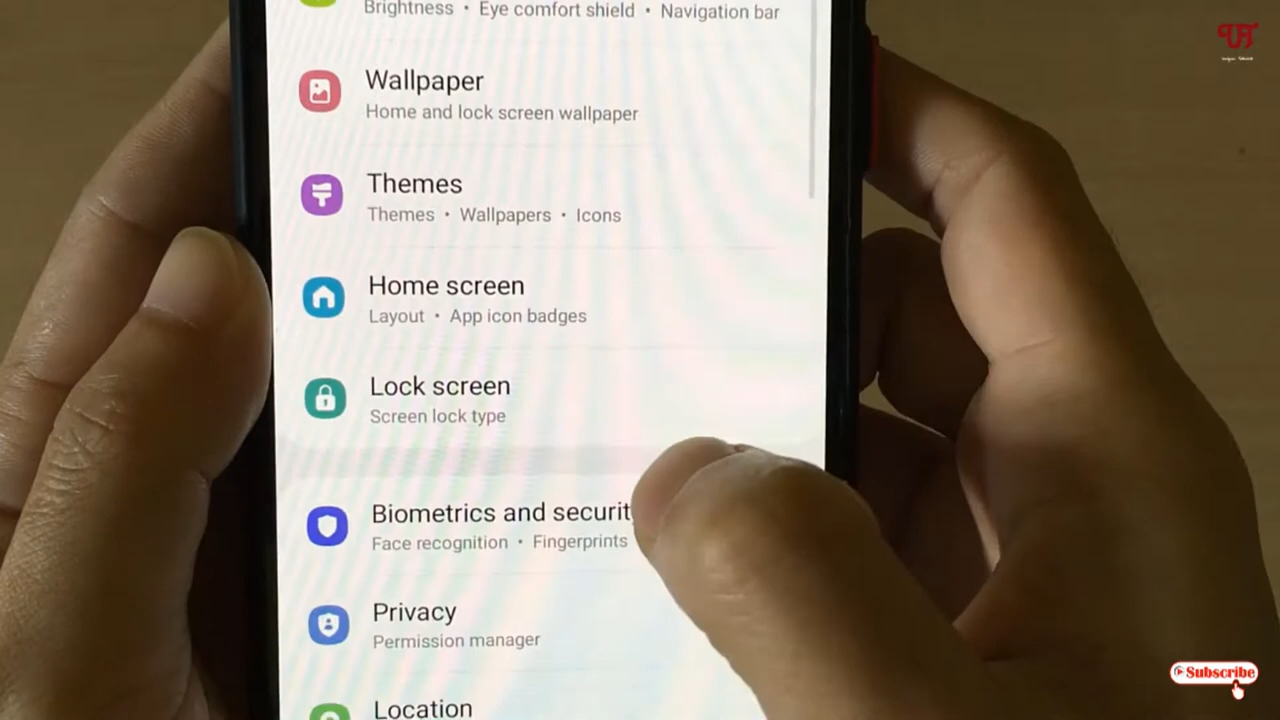 Brightness • Eye comfort shield • Navigation bar
Wallpaper
Home and lock screen wallpaper
Themes
Themes • Wallpapers • Icons
Home screen
Layout • App icon badges
Lock screen
Screen lock type
Biometrics and securit
Face recognition • Fingerprints
Privacy
Permission manager
Location
Subscribe